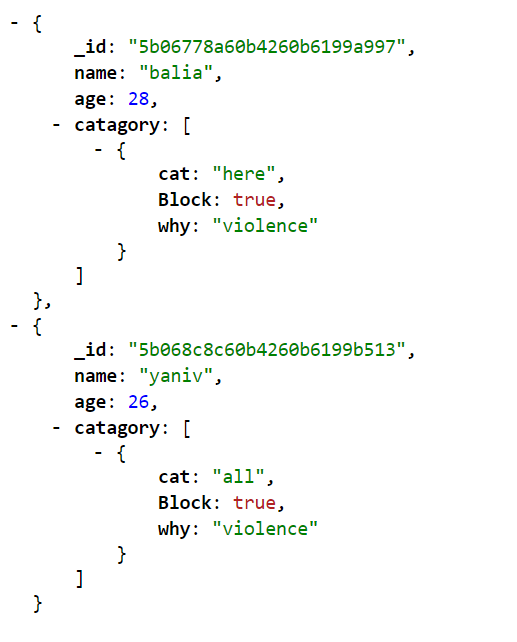 - {
_id: "5b06778a60b4260b6199a997",
name: "balia",
age: 28,
- catagory: [
- {
cat: "here",
Block: true,
why: "violence"
}
]
},
- {
_id: "5b068c8c60b4260b6199b513",
name: "yaniv",
age: 26,
- catagory: [
- {
cat: "all",
Block: true,
why: "violence"
}
]
}